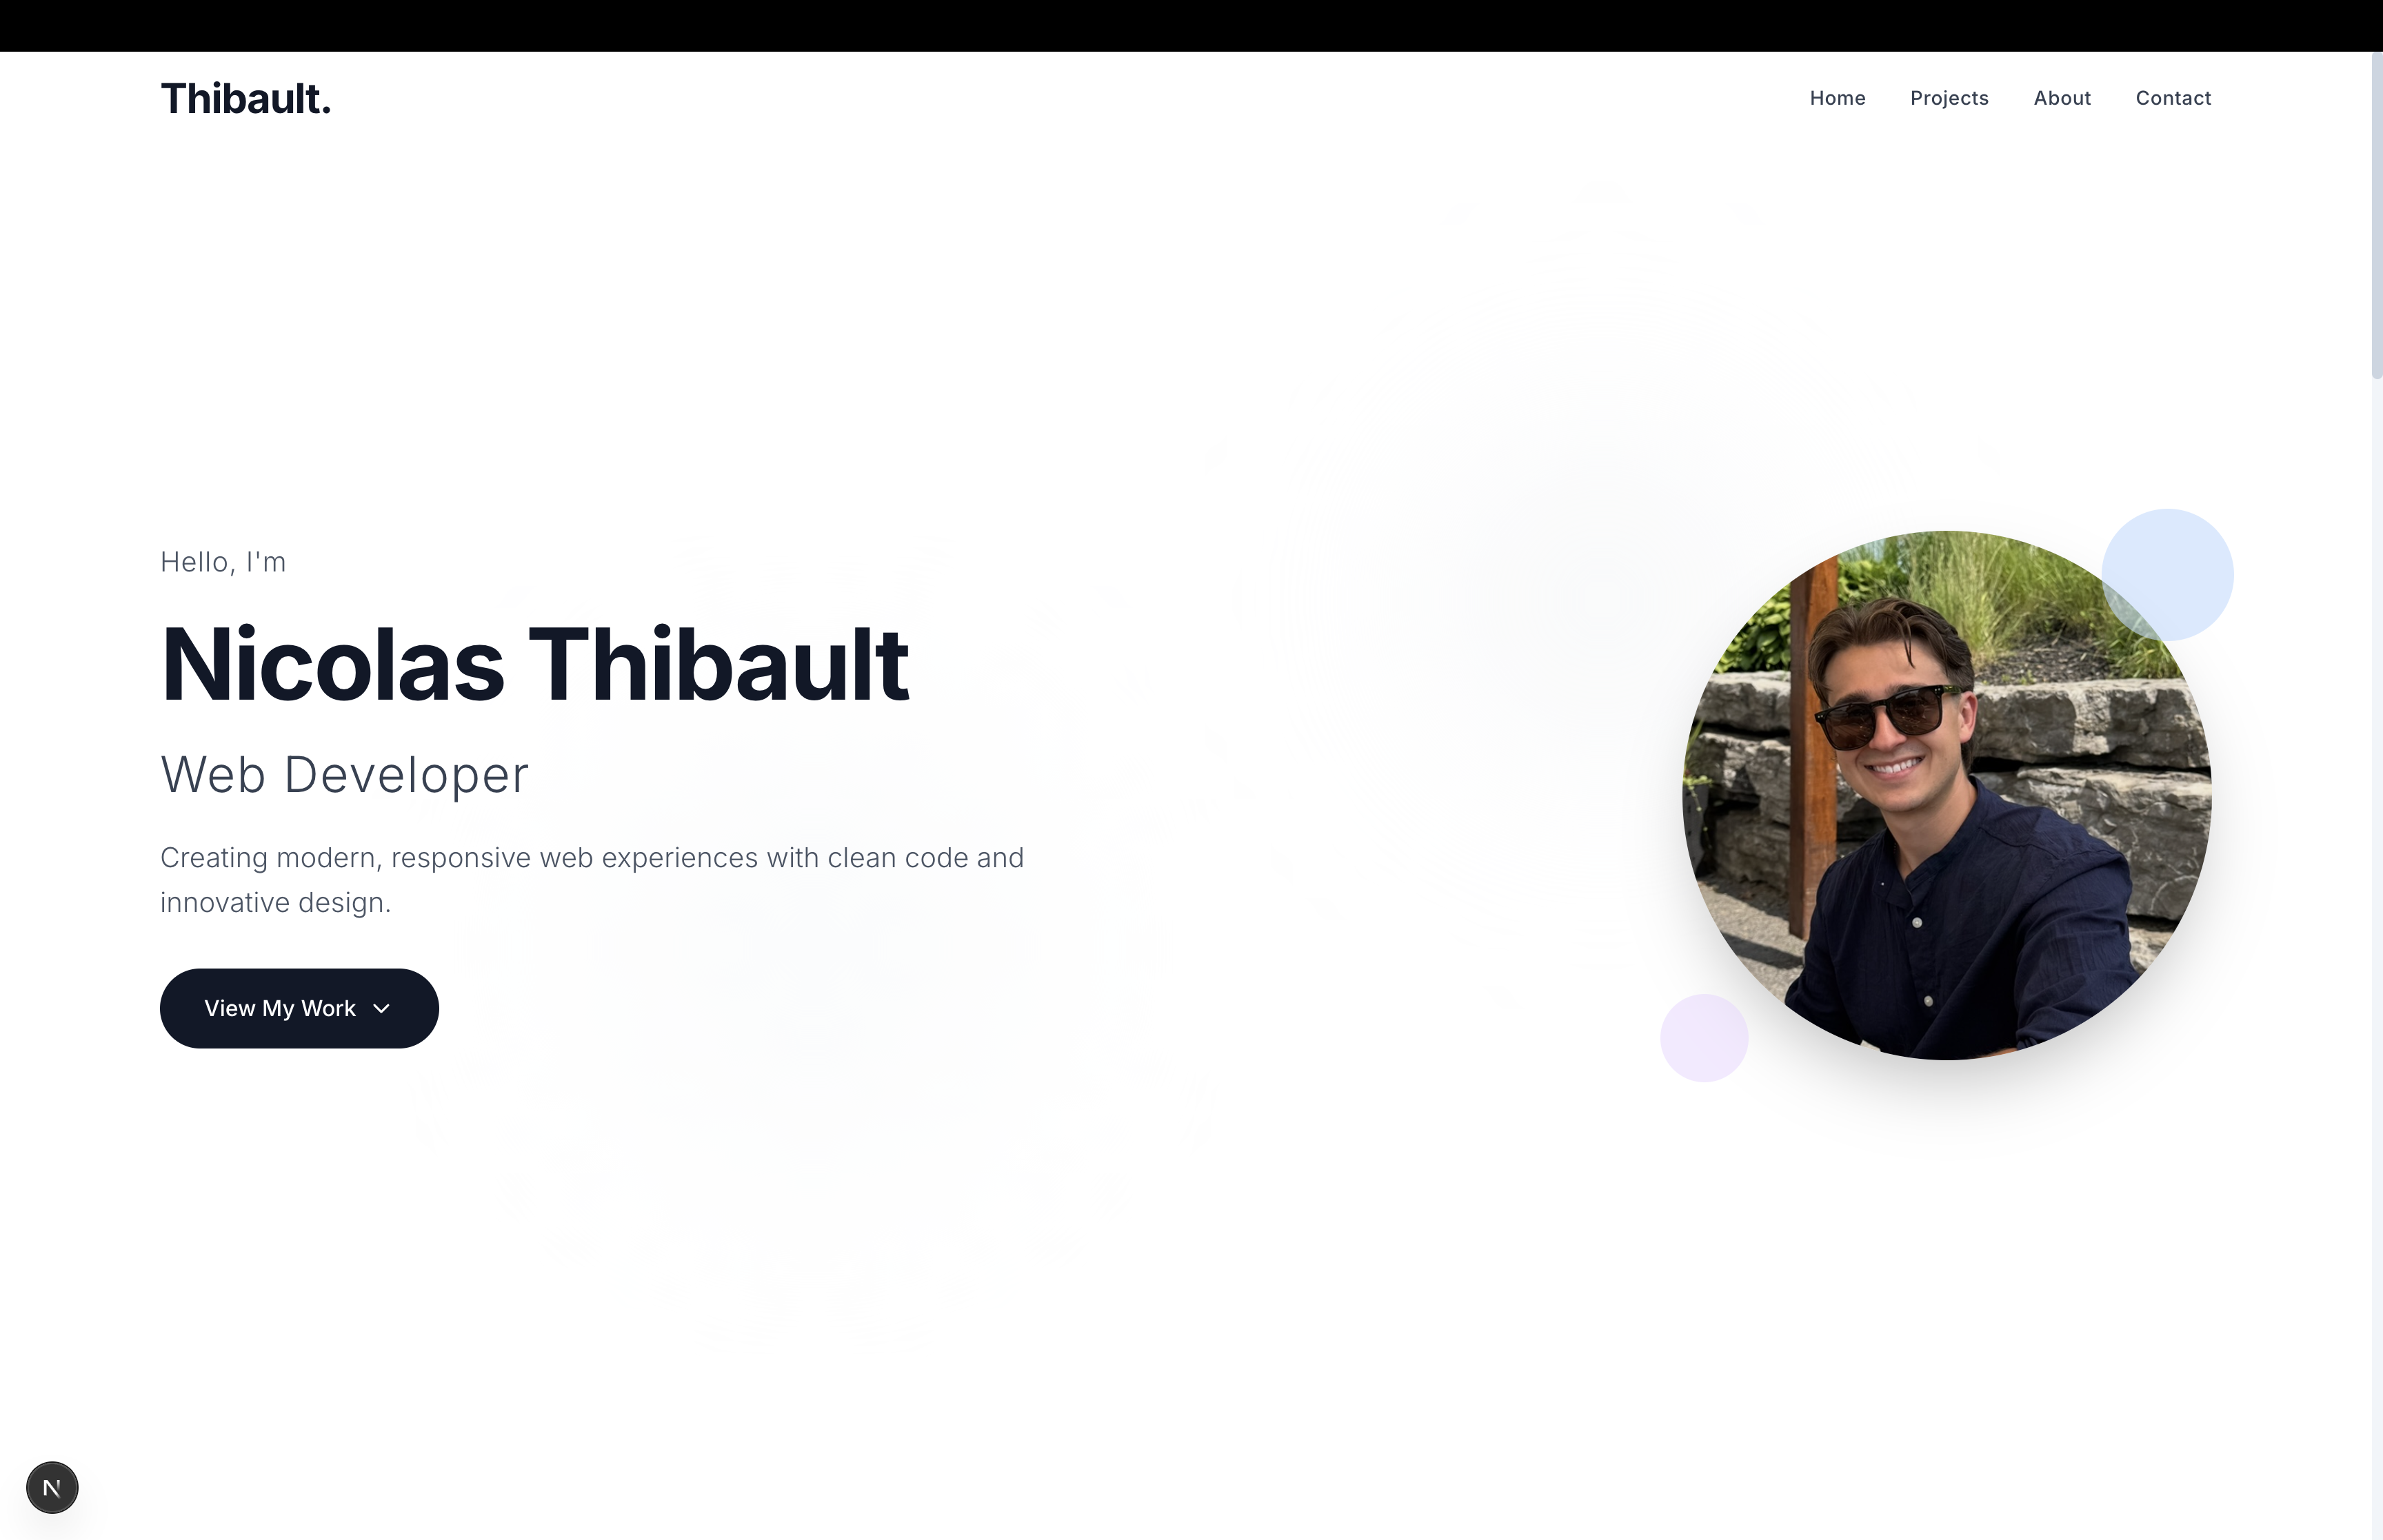 Thibault.
Home Projects About Contact
Hello, I'm
Nicolas Thibault
Web Developer
Creating modern, responsive web experiences with clean code and
innovative design.
View My Work
N